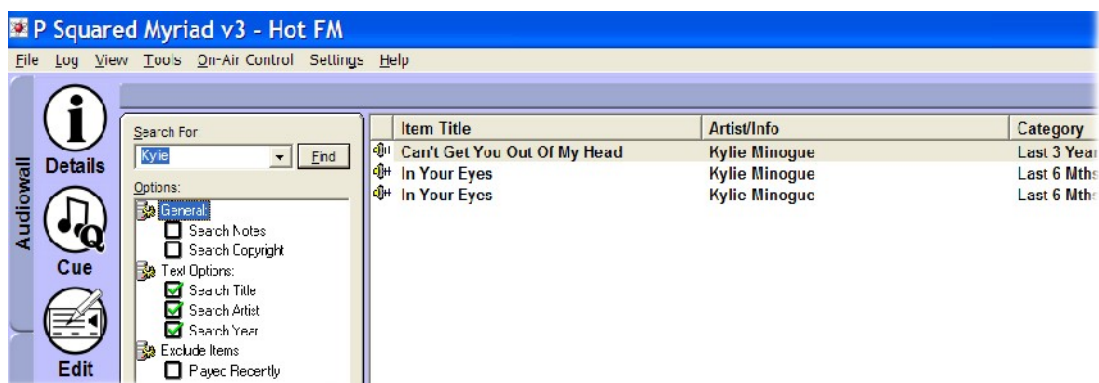 P Squared Myriad v3 - Hot FM
File Log View Tools On-Air Control Settings Help
Audiowall
Details
Cue
Edit
Search For
Kylie Find
Options:
General:
Search Notes
Search Copyright
Text Options:
Search Title
Search Artist
Search Year
Exclude Items
Played Recently
Item Title Artist/Info Category
Can't Get You Out Of My Head Kylie Minogue Last 3 Year
In Your Eyes Kylie Minogue Last 6 Mths
In Your Eyes Kylie Minogue Last 6 Mths